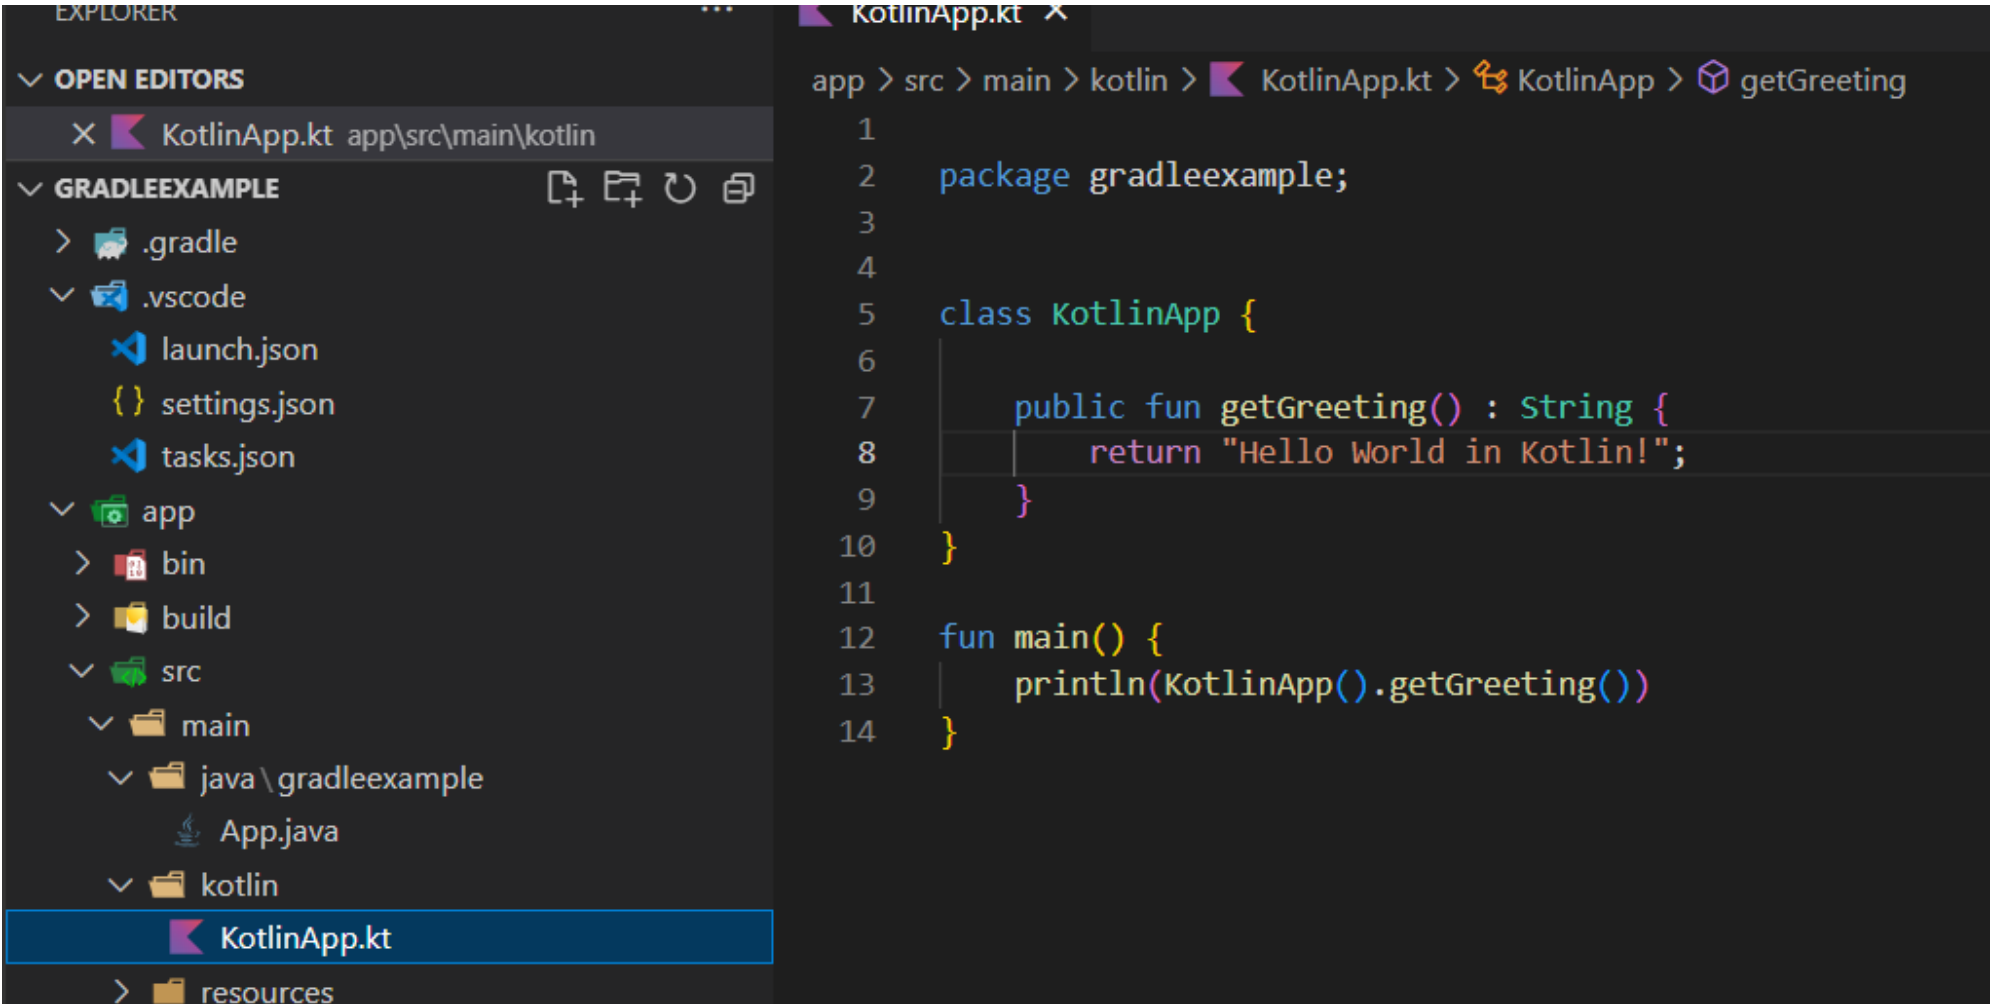 EXPLORER ...
OPEN EDITORS
KotlinApp.kt app\src\main\kotlin
GRADLEEXAMPLE
.gradle
.vscode
launch.json
{ } settings.json
tasks.json
app
bin
build
src
main
java\gradleexample
App.java
kotlin
KotlinApp.kt
resources
KotlinApp.kt ×
app > src > main > kotlin > KotlinApp.kt > KotlinApp > getGreeting
1
2 package gradleexample;
3
4
5 class KotlinApp {
6
7 public fun getGreeting() : String {
8 return "Hello World in Kotlin!";
9 }
10 }
11
12 fun main() {
13 println(KotlinApp().getGreeting())
14 }